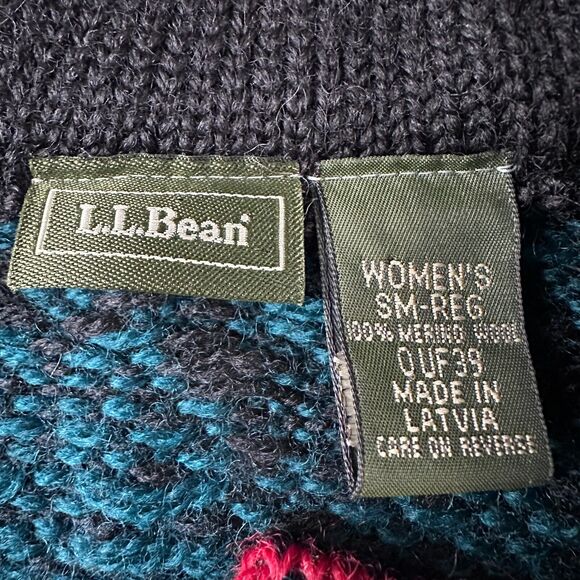 L.L.Bean
WOMEN'S
SM-REG
100% MERINO WOOL
0UF39
MADE IN
LATVIA
CARE ON REVERSE